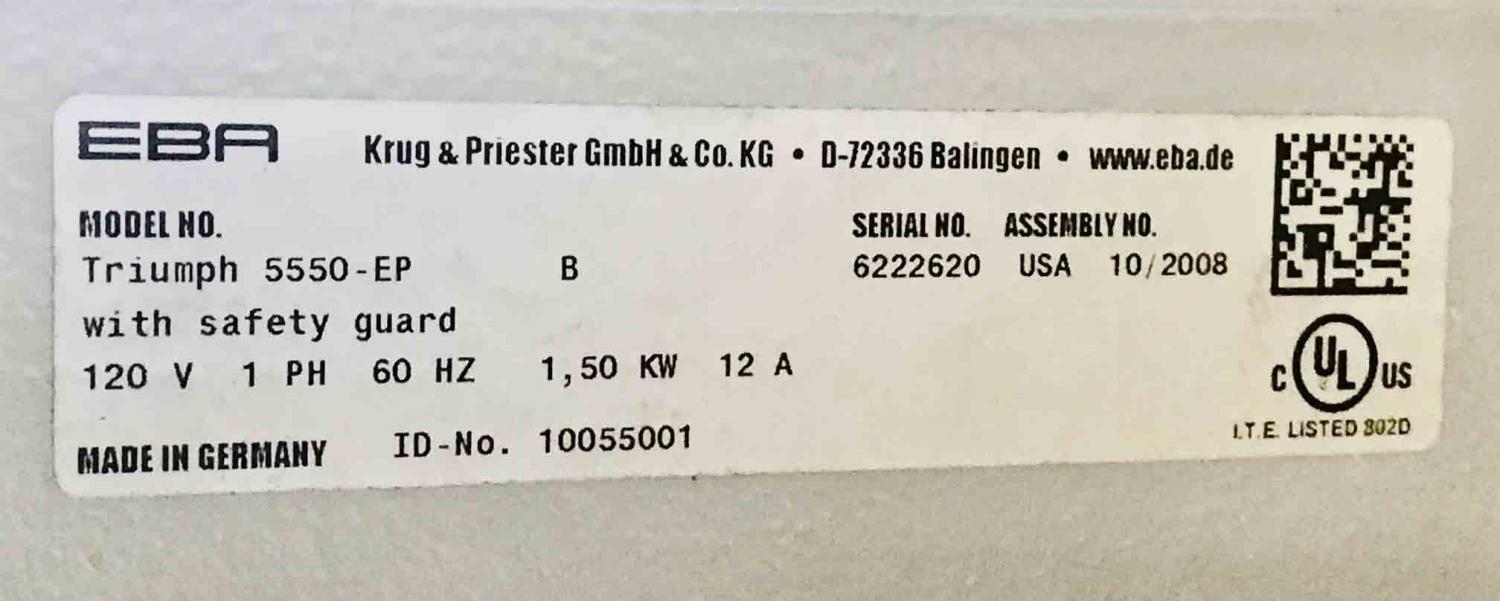 EBA Krug & Priester GmbH & Co. KG • D-72336 Balingen • www.eba.de
MODEL NO. SERIAL NO. ASSEMBLY NO.
Triumph 5550-EP B 6222620 USA 10/2008
with safety guard
120 V 1 PH 60 HZ 1,50 KW 12 A
C UL US
I.T.E. LISTED 802D
MADE IN GERMANY ID-No. 10055001